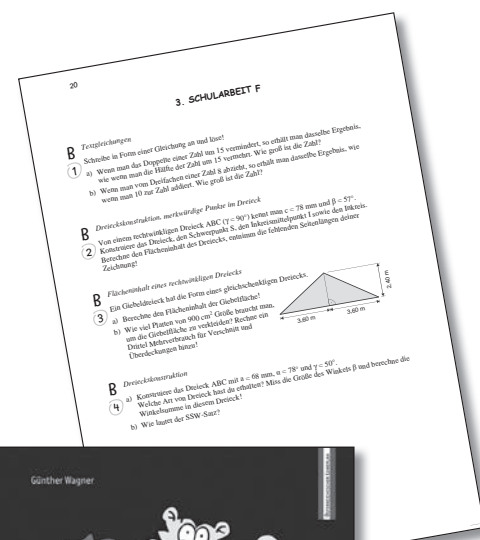 20
3. SCHULARBEIT F
B Textgleichungen
1 Schreibe in Form einer Gleichung an und löse!
a) Wenn man das Doppelte einer Zahl um 15 vermindert, so erhält man dasselbe Ergebnis,
wie wenn man die Hälfte der Zahl um 15 vermehrt. Wie groß ist die Zahl?
b) Wenn man vom Dreifachen einer Zahl 8 abzieht, so erhält man dasselbe Ergebnis, wie
wenn man 10 zur Zahl addiert. Wie groß ist die Zahl?
B Dreieckskonstruktion, merkwürdige Punkte im Dreieck
2 Von einem rechtwinkligen Dreieck ABC (γ = 90°) kennt man c = 78 mm und β = 57°.
Konstruiere das Dreieck, den Schwerpunkt S, den Inkreismittelpunkt I sowie den Inkreis.
Berechne den Flächeninhalt des Dreiecks, entnimm die fehlenden Seitenlängen deiner
Zeichnung!
B Flächeninhalt eines rechtwinkligen Dreiecks
3 Ein Giebeldreieck hat die Form eines gleichschenkligen Dreiecks.
a) Berechne den Flächeninhalt der Giebelfläche!
b) Wie viel Platten von 900 cm² Größe braucht man,
um die Giebelfläche zu verkleiden? Rechne ein
Drittel Mehrverbrauch für Verschnitt und
Überdeckungen hinzu!
3,60 m
3,60 m
2,40 m
B Dreieckskonstruktion
4 a) Konstruiere das Dreieck ABC mit a = 68 mm, α = 78° und γ = 50°.
Welche Art von Dreieck hast du erhalten? Miss die Größe des Winkels β und berechne die
Winkelsumme in diesem Dreieck!
b) Wie lautet der SSW-Satz?
Günther Wagner